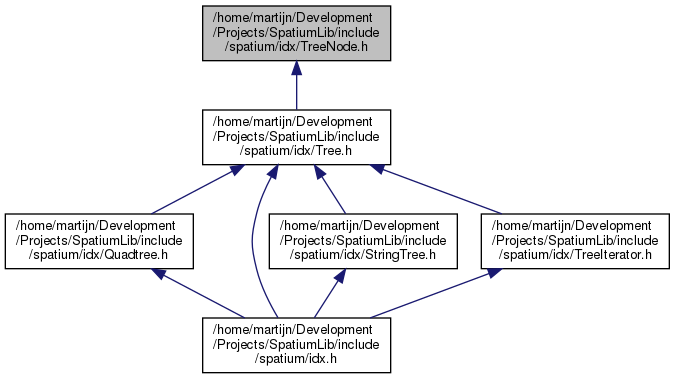 /home/martijn/Development
/Projects/SpatiumLib/include
/spatium/idx/TreeNode.h
/home/martijn/Development
/Projects/SpatiumLib/include
/spatium/idx/Tree.h
/home/martijn/Development
/Projects/SpatiumLib/include
/spatium/idx/Quadtree.h
/home/martijn/Development
/Projects/SpatiumLib/include
/spatium/idx/StringTree.h
/home/martijn/Development
/Projects/SpatiumLib/include
/spatium/idx/TreeIterator.h
/home/martijn/Development
/Projects/SpatiumLib/include
/spatium/idx.h